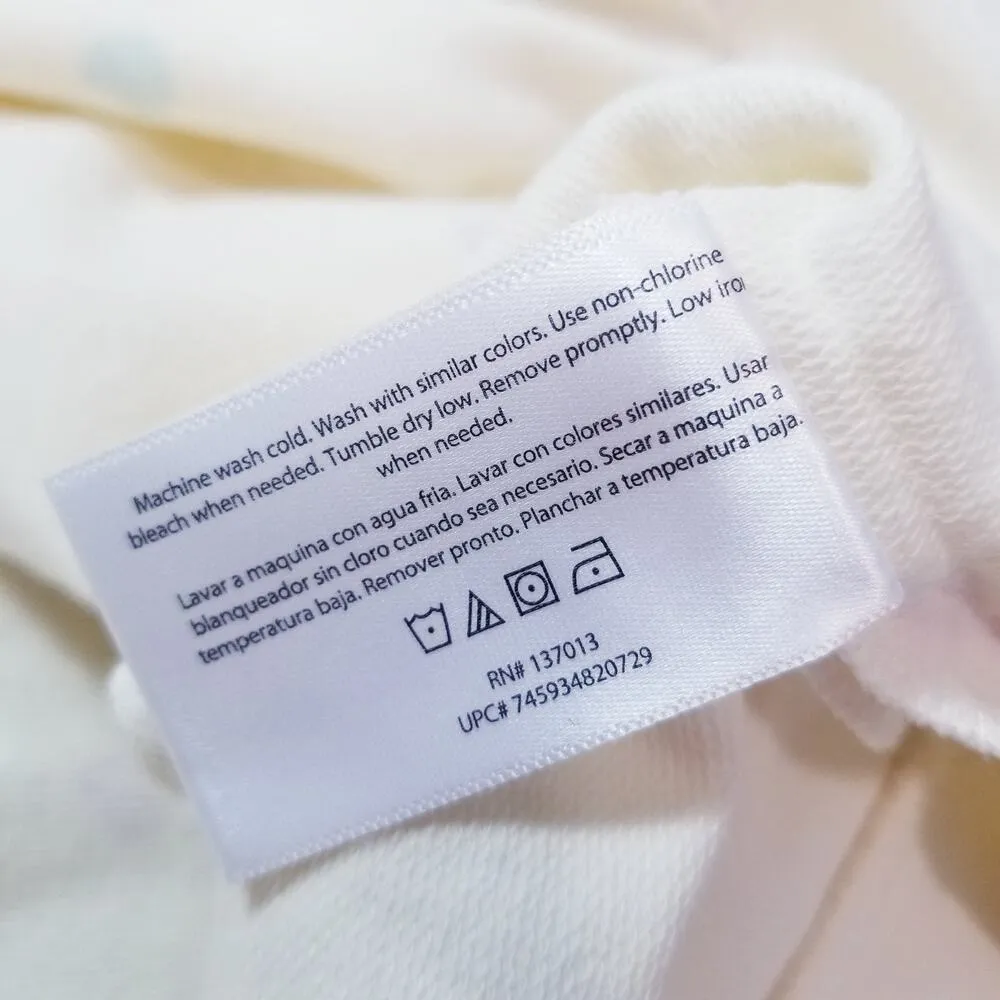 Machine wash cold. Wash with similar colors. Use non-chlorine
bleach when needed. Tumble dry low. Remove promptly. Low iron
when needed.
Lavar a maquina con agua fria. Lavar con colores similares. Usar
blanqueador sin cloro cuando sea necesario. Secar a maquina a
temperatura baja. Remover pronto. Planchar a temperatura baja.
RN# 137013
UPC# 745934820729